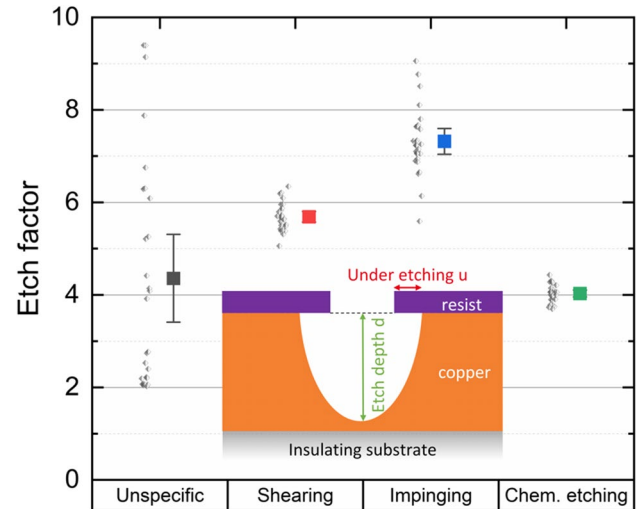 10
8
6
4
2
0
Etch factor
Under etching u
resist
Etch depth d
copper
Insulating substrate
Unspecific
Shearing
Impinging
Chem. etching